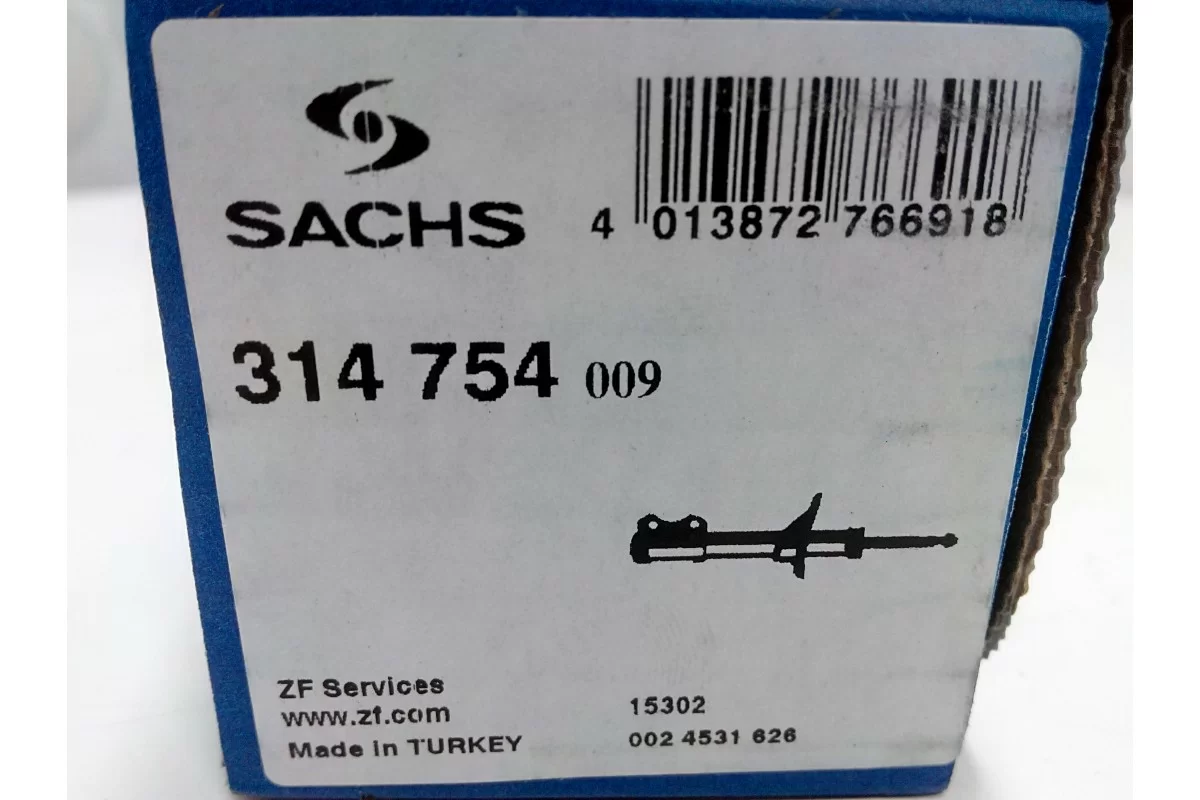 SACHS
4 013872 766918
314 754 009
ZF Services
www.zf.com
Made in TURKEY
15302
002 4531 626